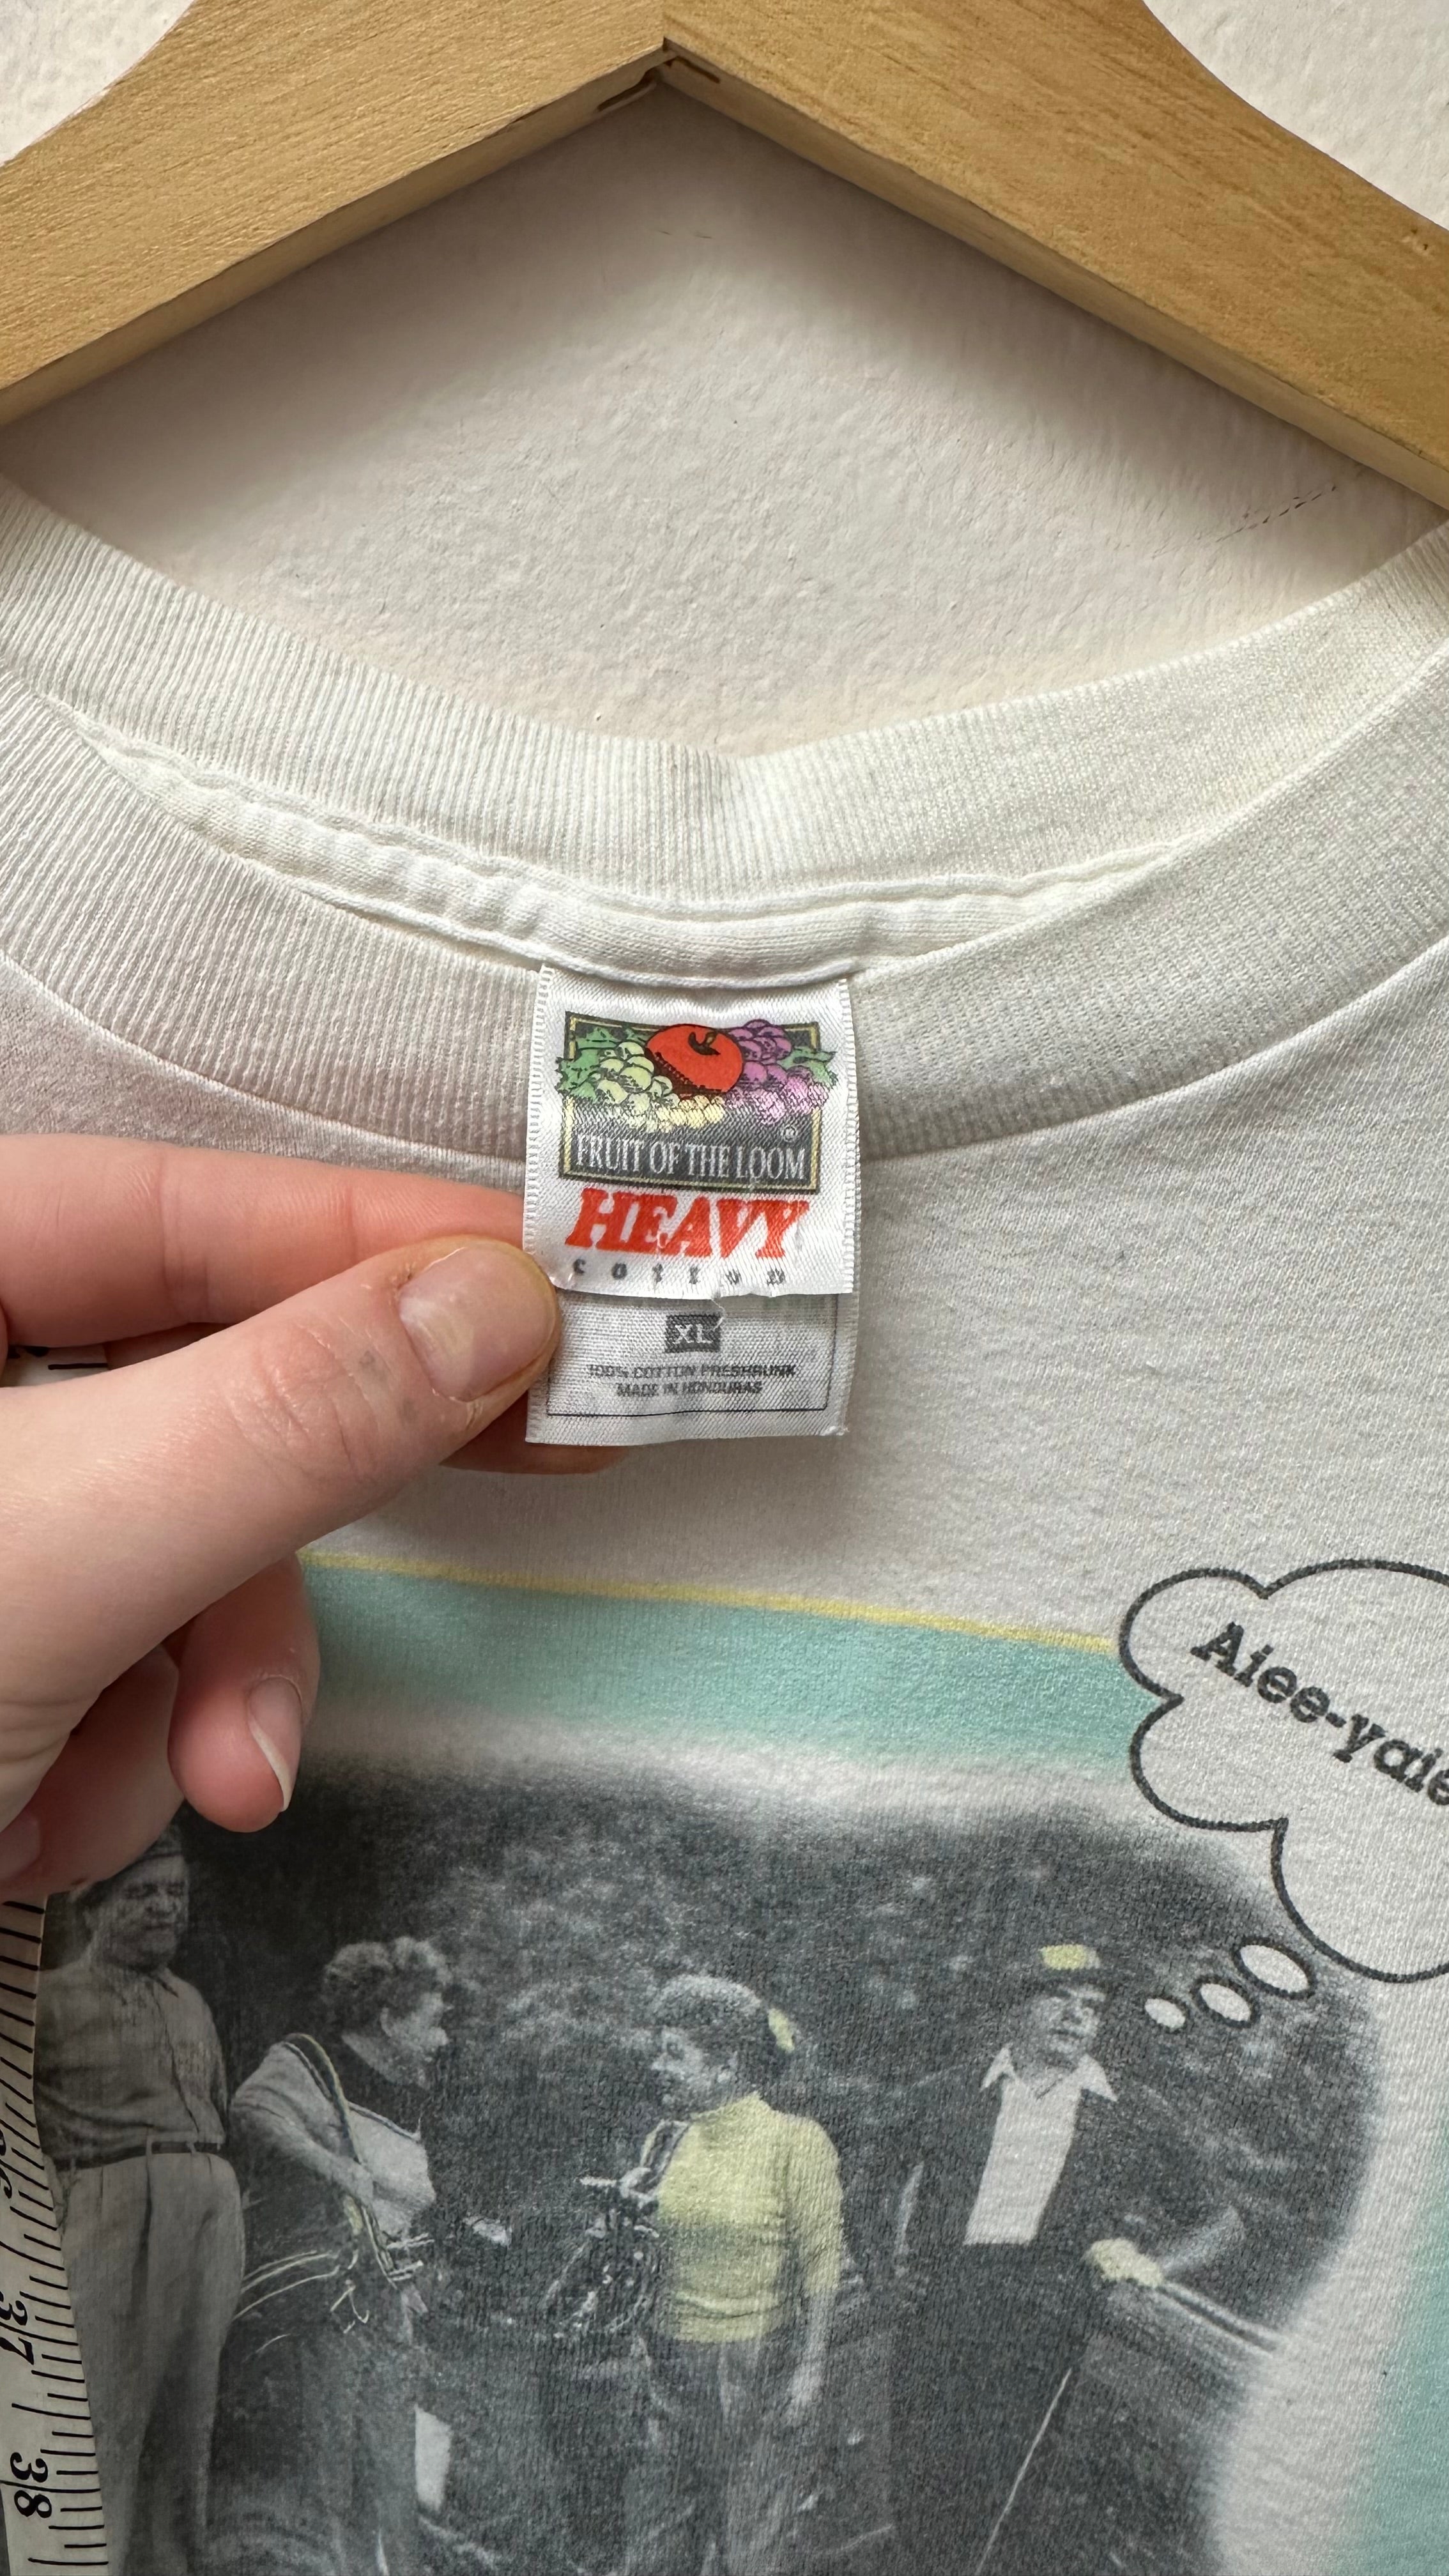 FRUIT OF THE LOOM
®
HEAVY
COTTON
XL
100% COTTON PRESHRUNK
MADE IN HONDURAS
Aiee-yaie
37
38